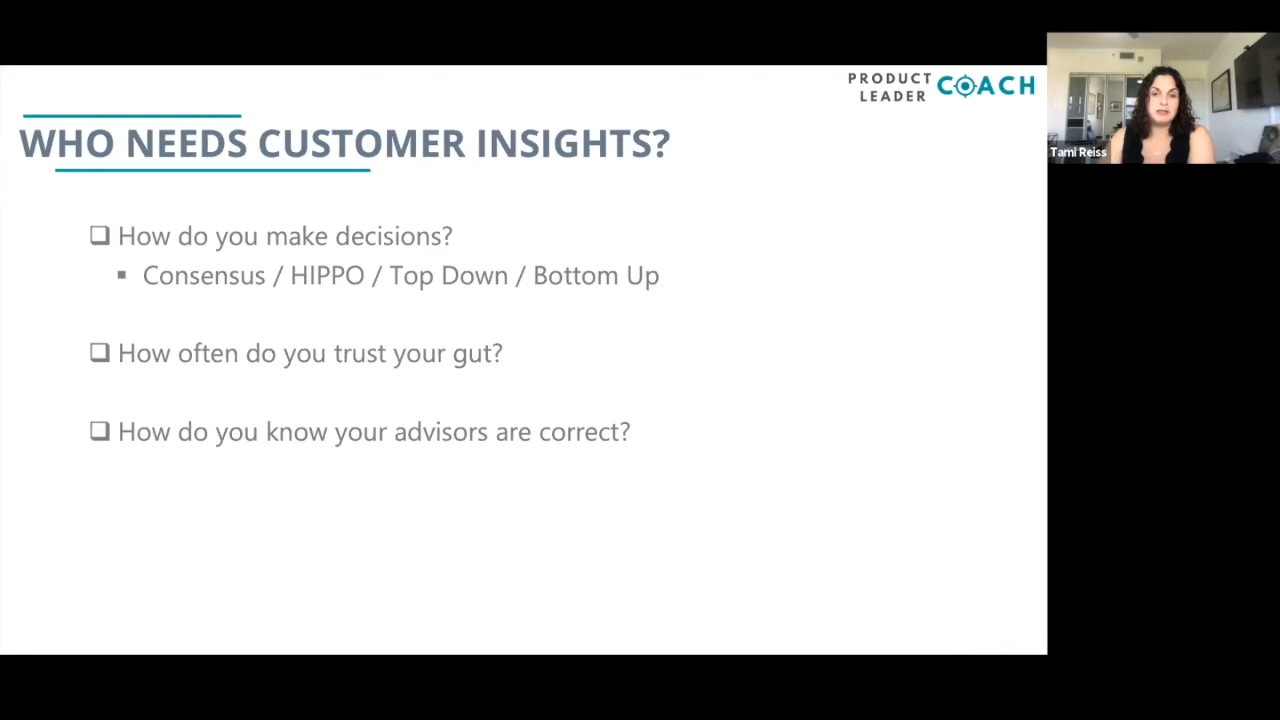 PRODUCT
LEADER COACH
WHO NEEDS CUSTOMER INSIGHTS?
How do you make decisions?
Consensus / HIPPO / Top Down / Bottom Up
How often do you trust your gut?
How do you know your advisors are correct?
Tami Reiss